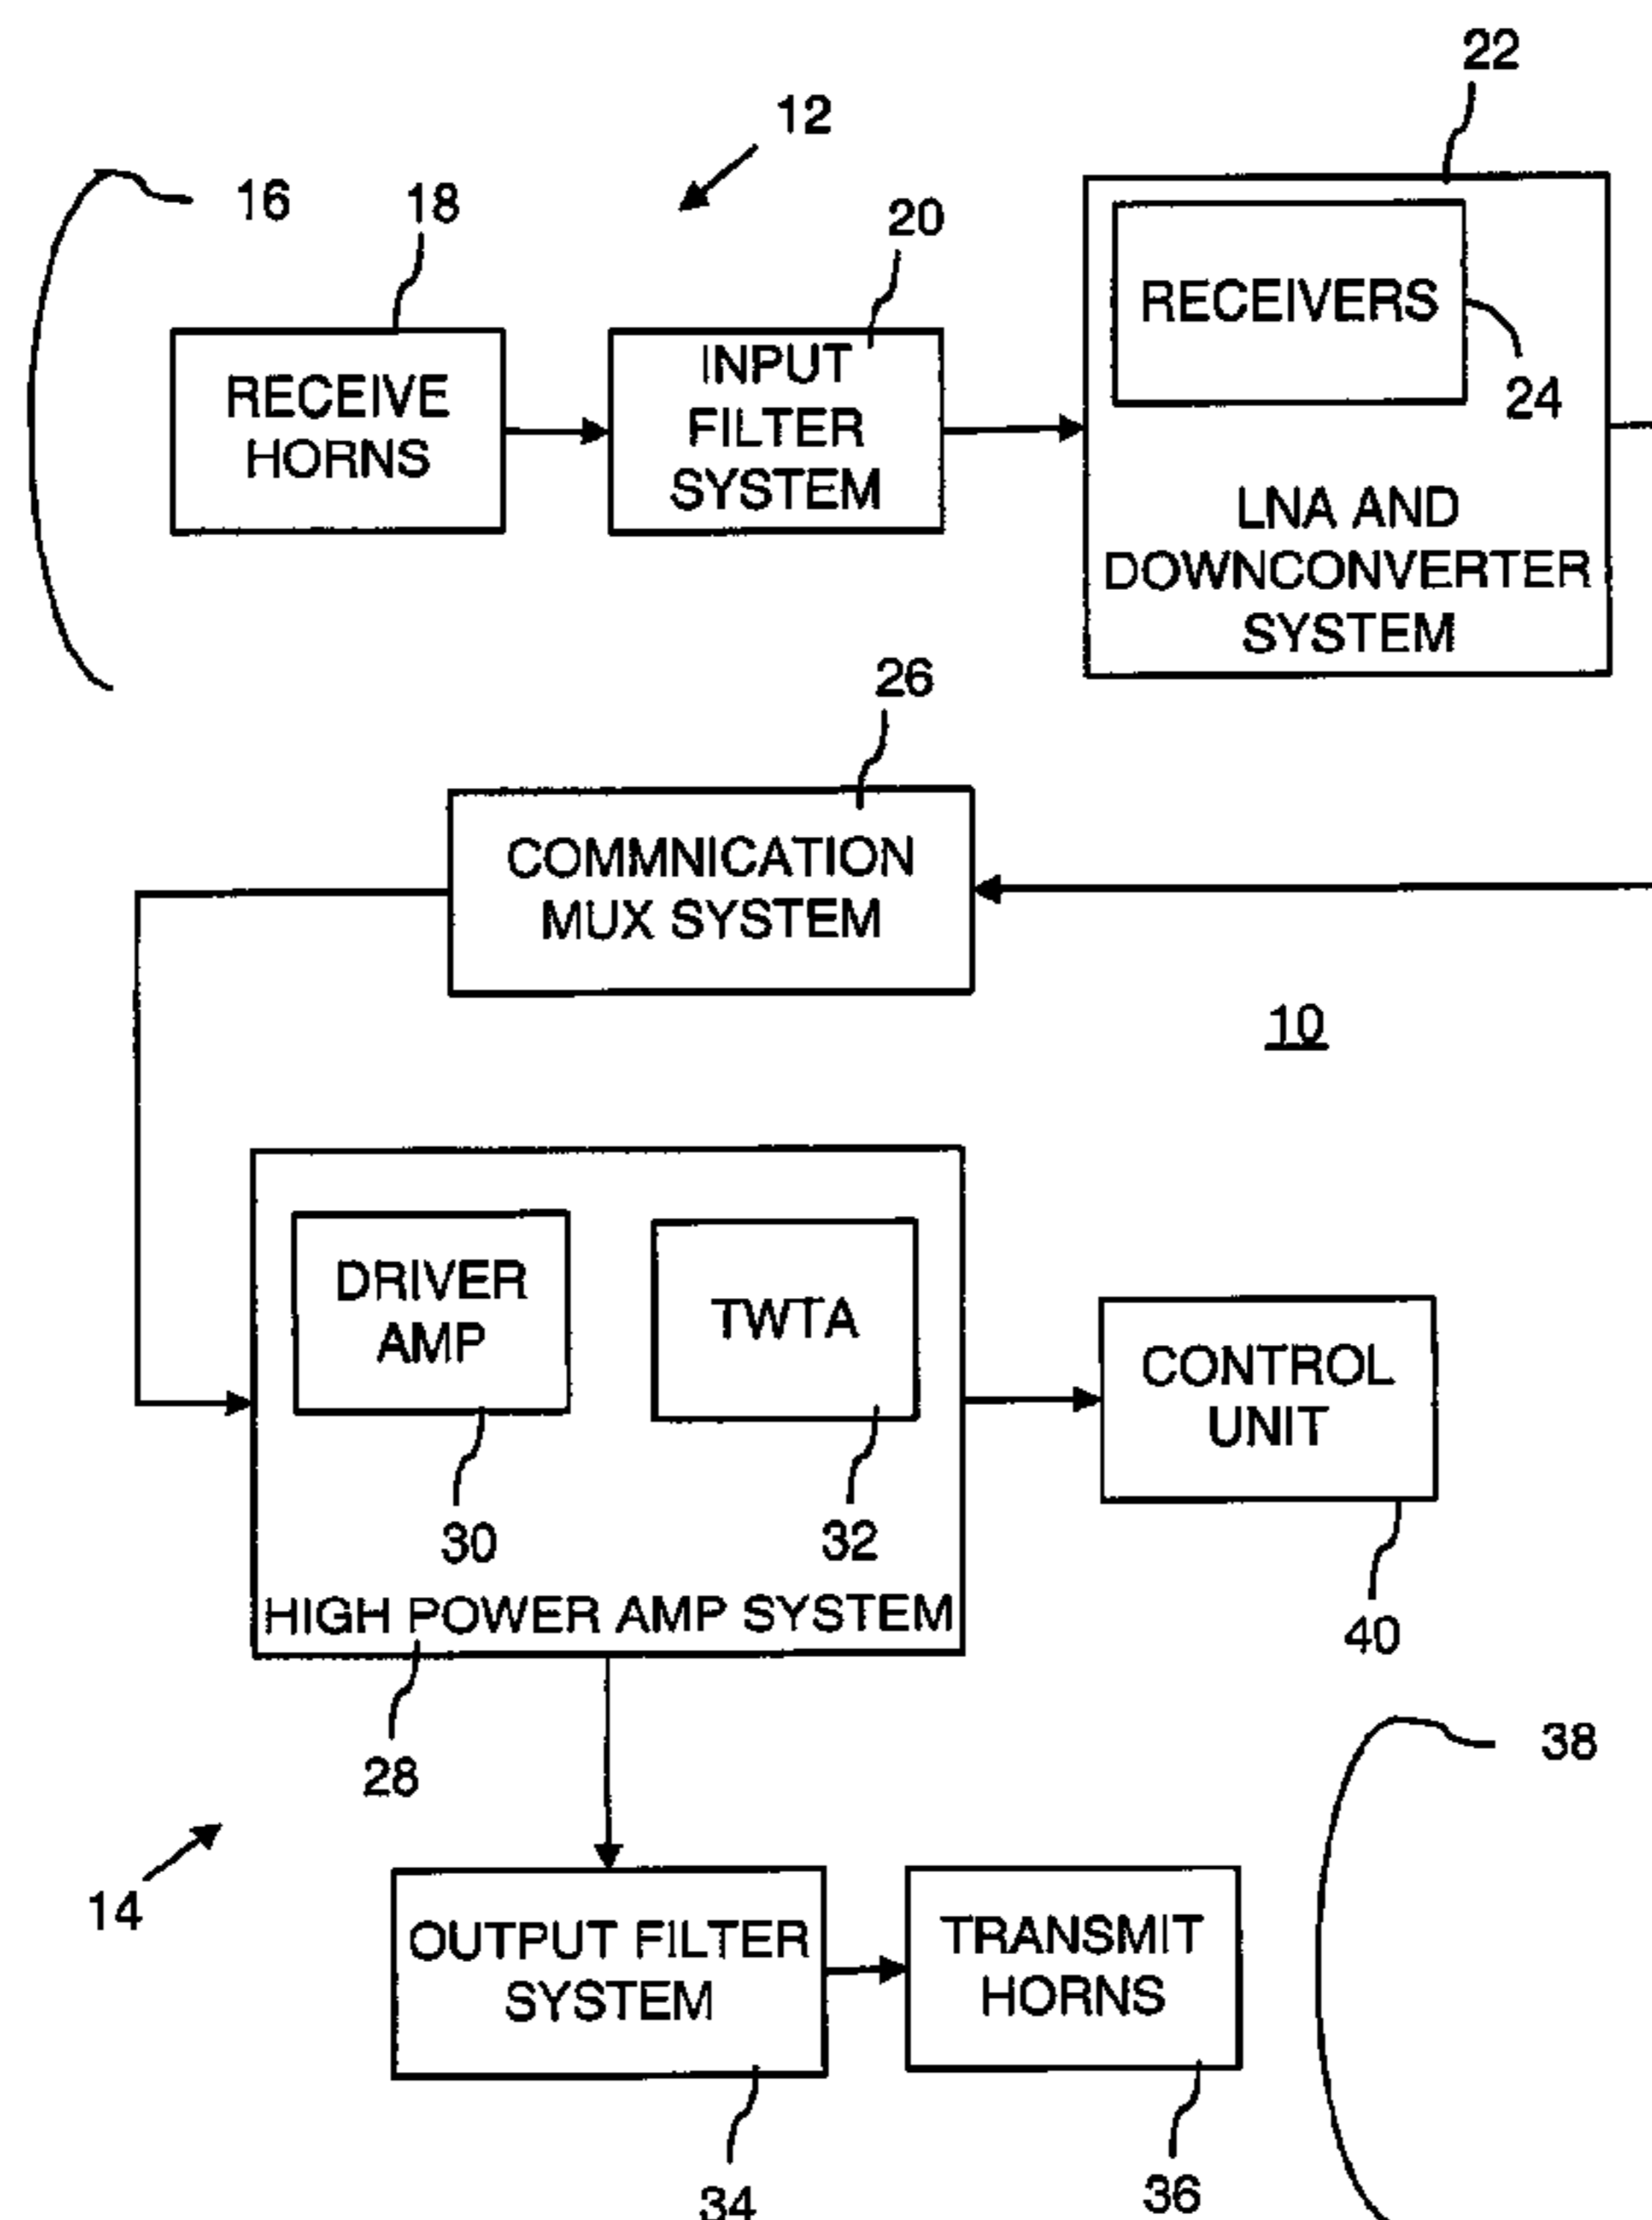 22
12
16
18
20
RECEIVERS
24
RECEIVE
HORNS
INPUT
FILTER
SYSTEM
LNA AND
DOWNCONVERTER
SYSTEM
26
COMMNICATION
MUX SYSTEM
10
DRIVER
AMP
TWTA
CONTROL
UNIT
30
32
HIGH POWER AMP SYSTEM
40
28
38
14
OUTPUT FILTER
SYSTEM
TRANSMIT
HORNS
34
36